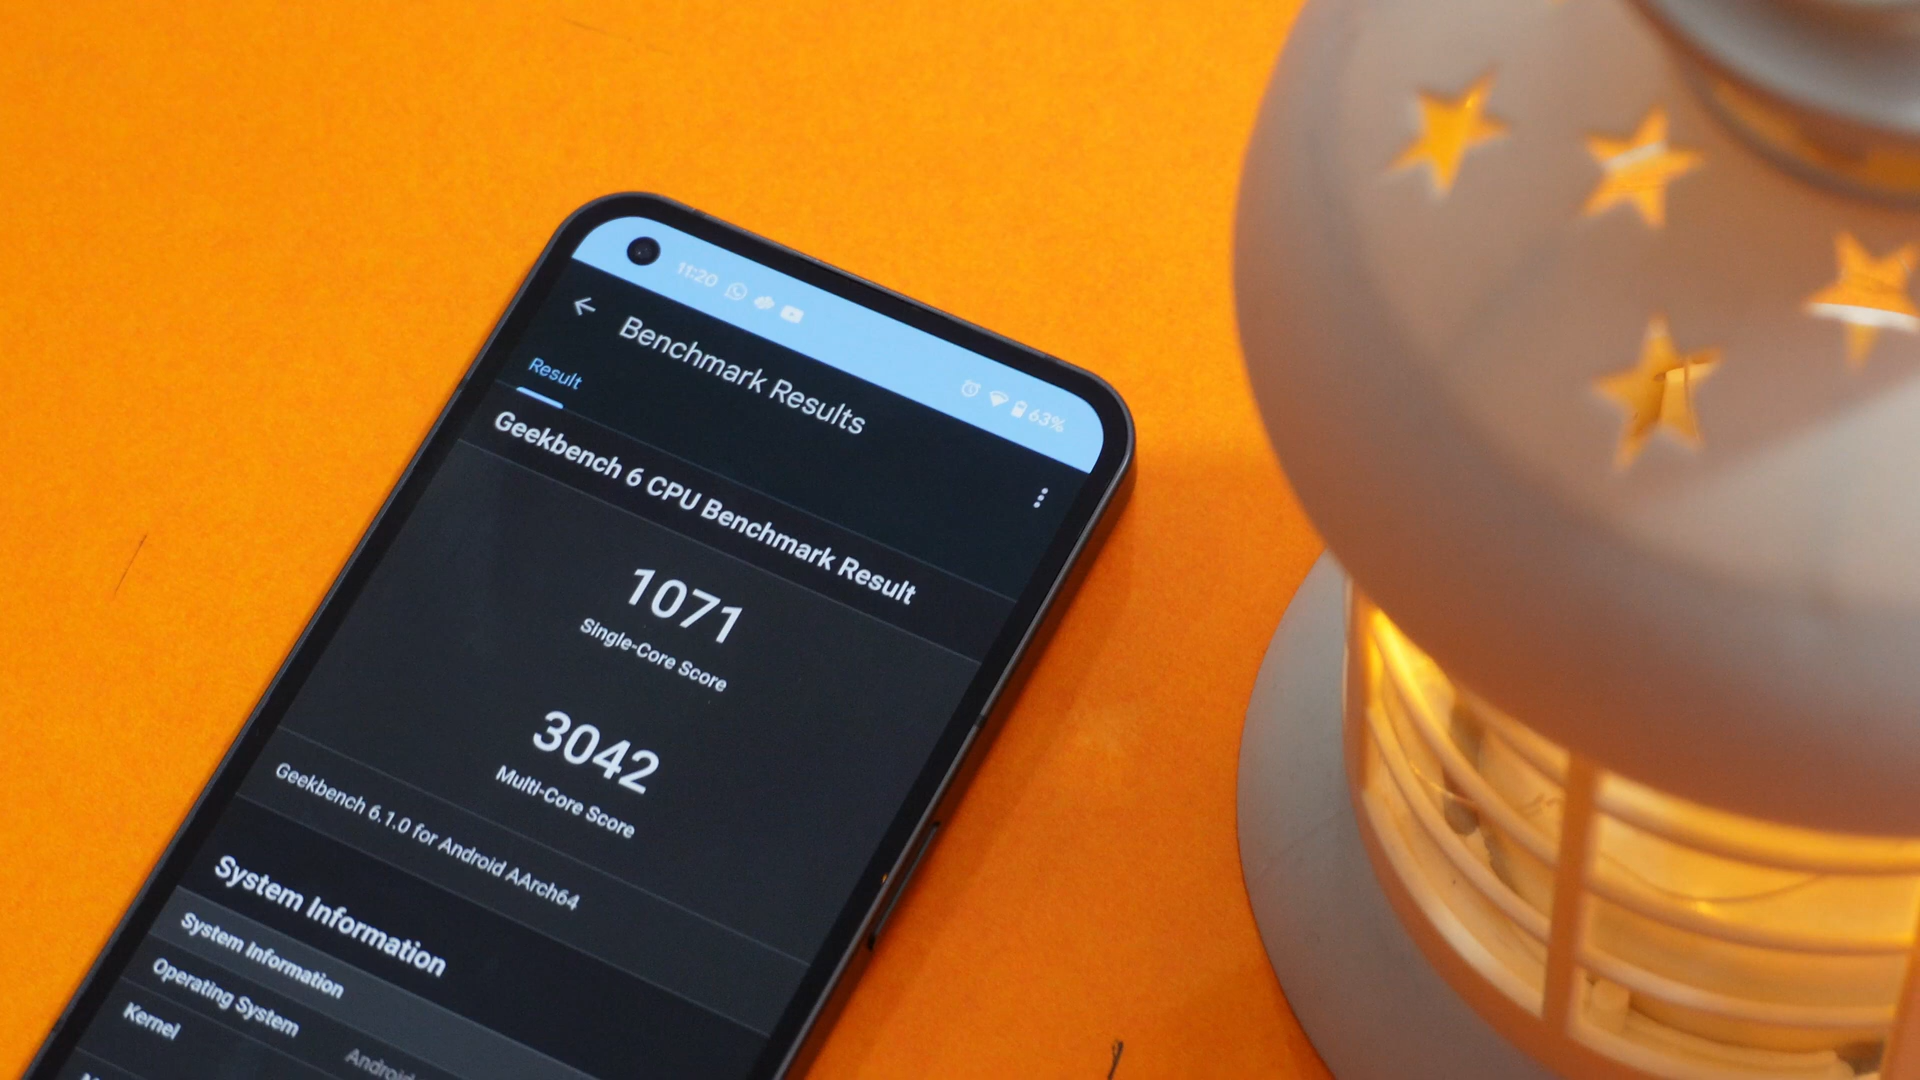 11:20
63%
Benchmark Results
Result
Geekbench 6 CPU Benchmark Result
1071
Single-Core Score
3042
Multi-Core Score
Geekbench 6.1.0 for Android AArch64
System Information
System Information
Operating System
Android
Kernel